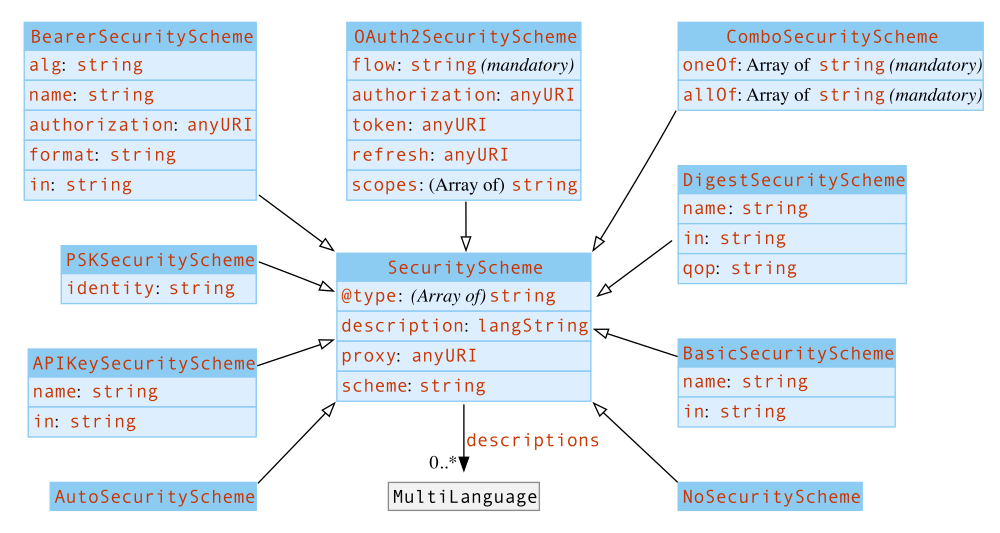 BearerSecurityScheme
alg: string
name: string
authorization: anyURI
format: string
in: string
OAuth2SecurityScheme
flow: string (mandatory)
authorization: anyURI
token: anyURI
refresh: anyURI
scopes: (Array of) string
ComboSecurityScheme
oneOf: Array of string (mandatory)
allOf: Array of string (mandatory)
DigestSecurityScheme
name: string
in: string
qop: string
PSKSecurityScheme
identity: string
SecurityScheme
@type: (Array of) string
description: langString
proxy: anyURI
scheme: string
APIKeySecurityScheme
name: string
in: string
BasicSecurityScheme
name: string
in: string
descriptions
0..*
AutoSecurityScheme
MultiLanguage
NoSecurityScheme